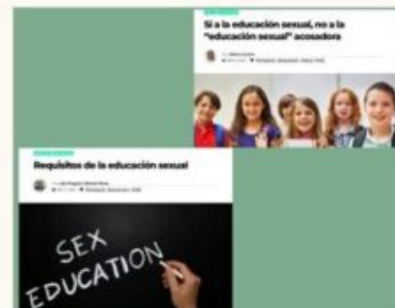 Sí a la educación sexual, no a la
"educación sexual" acosadora
Requisitos de la educación sexual
SEX
EDUCATION